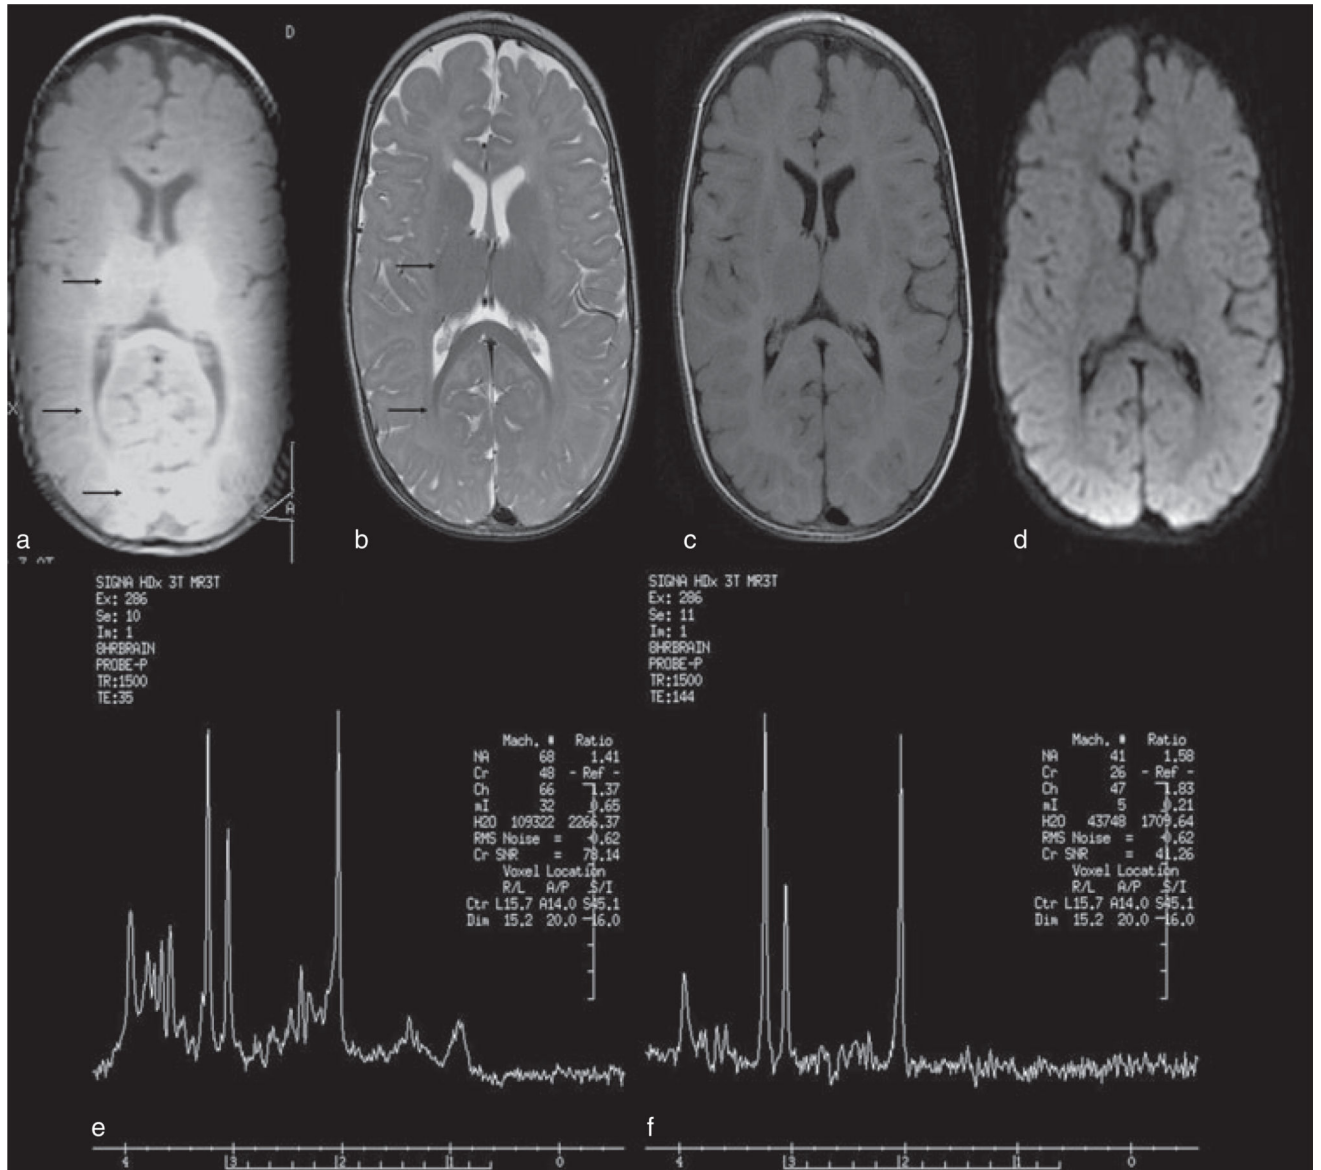 D
X
A
a
b
c
d
SIGNA HDx 3T MR3T
Ex: 286
Se: 10
Im: 1
8HRBRAIN
PROBE-P
TR:1500
TE:35
Mach. # Ratio
NA 68 1.41
Cr 48 - Ref -
Ch 66 1.37
mI 32 0.65
H2O 109322 2266.37
RMS Noise = 0.62
Cr SNR = 78.14
Voxel Location
R/L A/P S/I
Ctr L15.7 A14.0 S45.1
Dim 15.2 20.0 16.0
e
4 3 2 1 0
SIGNA HDx 3T MR3T
Ex: 286
Se: 11
Im: 1
8HRBRAIN
PROBE-P
TR:1500
TE:144
Mach. # Ratio
NA 41 1.58
Cr 26 - Ref -
Ch 47 1.83
mI 5 0.21
H2O 43748 1709.64
RMS Noise = 0.62
Cr SNR = 41.26
Voxel Location
R/L A/P S/I
Ctr L15.7 A14.0 S45.1
Dim 15.2 20.0 16.0
f
4 3 2 1 0